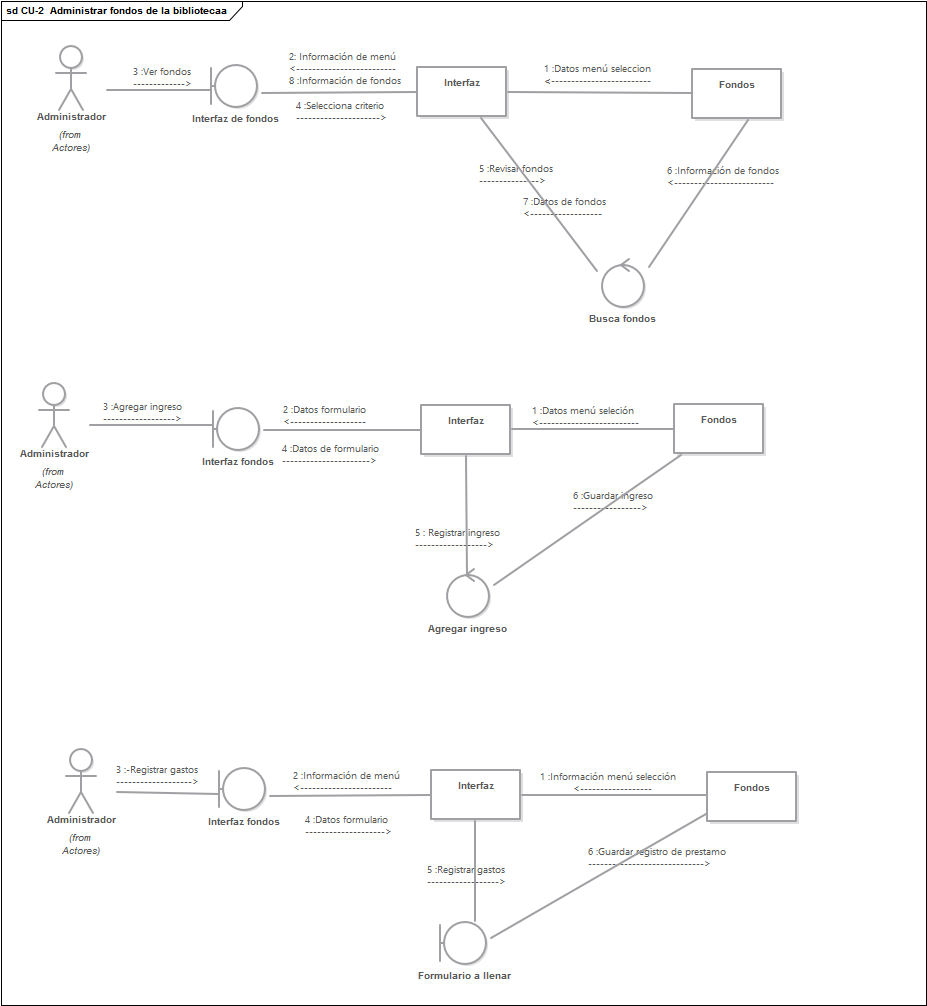 sd CU-2 Administrar fondos de la bibliotecaa
3 :Ver fondos
2: Información de menú
8 :Información de fondos
4 :Selecciona criterio
Interfaz
1 :Datos menú seleccion
Fondos
Administrador
(from
Actores)
Interfaz de fondos
5 :Revisar fondos
6 :Información de fondos
7 :Datos de fondos
Busca fondos
3 :Agregar ingreso
2 :Datos formulario
4 :Datos de formulario
Interfaz
1 :Datos menú seleción
Fondos
Administrador
(from
Actores)
Interfaz fondos
6 :Guardar ingreso
5 : Registrar ingreso
Agregar ingreso
3 :-Registrar gastos
2 :Información de menú
4 :Datos formulario
Interfaz
1 :Información menú selección
Fondos
Administrador
(from
Actores)
Interfaz fondos
6 :Guardar registro de prestamo
5 :Registrar gastos
Formulario a llenar